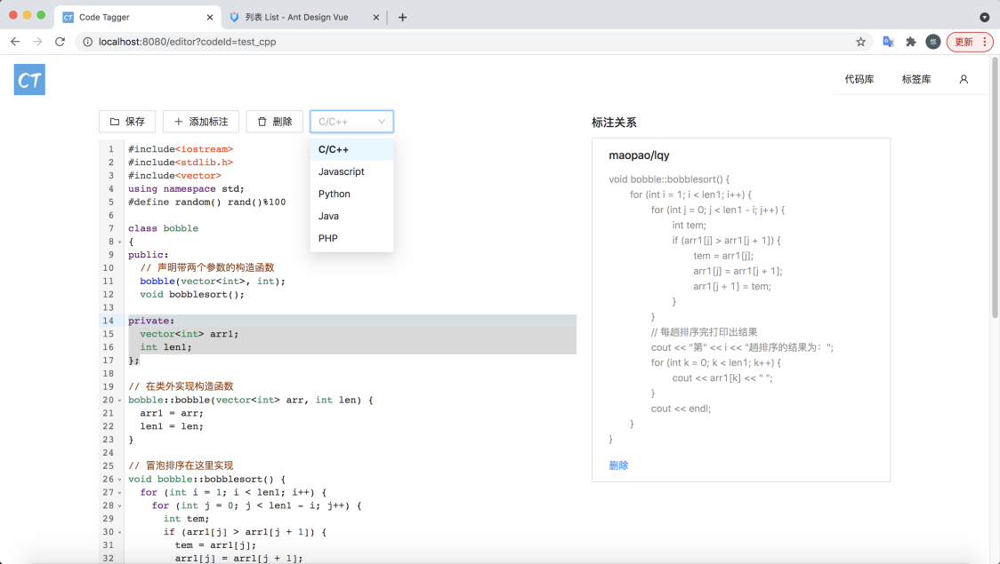 CT Code Tagger
列表 List - Ant Design Vue
localhost:8080/editor?codeId=test_cpp
悠
更新
CT
代码库 标签库
保存 添加标注 删除 C/C++
C/C++
Javascript
Python
Java
PHP
1 #include<iostream>
2 #include<stdlib.h>
3 #include<vector>
4 using namespace std;
5 #define random() rand()%100
6
7 class bobble
8 {
9 public:
10 // 声明带两个参数的构造函数
11 bobble(vector<int>, int);
12 void bobblesort();
13
14 private:
15 vector<int> arr1;
16 int len1;
17 };
18
19 // 在类外实现构造函数
20 bobble::bobble(vector<int> arr, int len) {
21 arr1 = arr;
22 len1 = len;
23 }
24
25 // 冒泡排序在这里实现
26 void bobble::bobblesort() {
27 for (int i = 1; i < len1; i++) {
28 for (int j = 0; j < len1 - i; j++) {
29 int tem;
30 if (arr1[j] > arr1[j + 1]) {
31 tem = arr1[j];
32 arr1[j] = arr1[j + 1];
标注关系
maopao/lqy
void bobble::bobblesort() {
for (int i = 1; i < len1; i++) {
for (int j = 0; j < len1 - i; j++) {
int tem;
if (arr1[j] > arr1[j + 1]) {
tem = arr1[j];
arr1[j] = arr1[j + 1];
arr1[j + 1] = tem;
}
}
// 每趟排序完打印出结果
cout << "第" << i << "趟排序的结果为：";
for (int k = 0; k < len1; k++) {
cout << arr1[k] << " ";
}
cout << endl;
}
}
删除